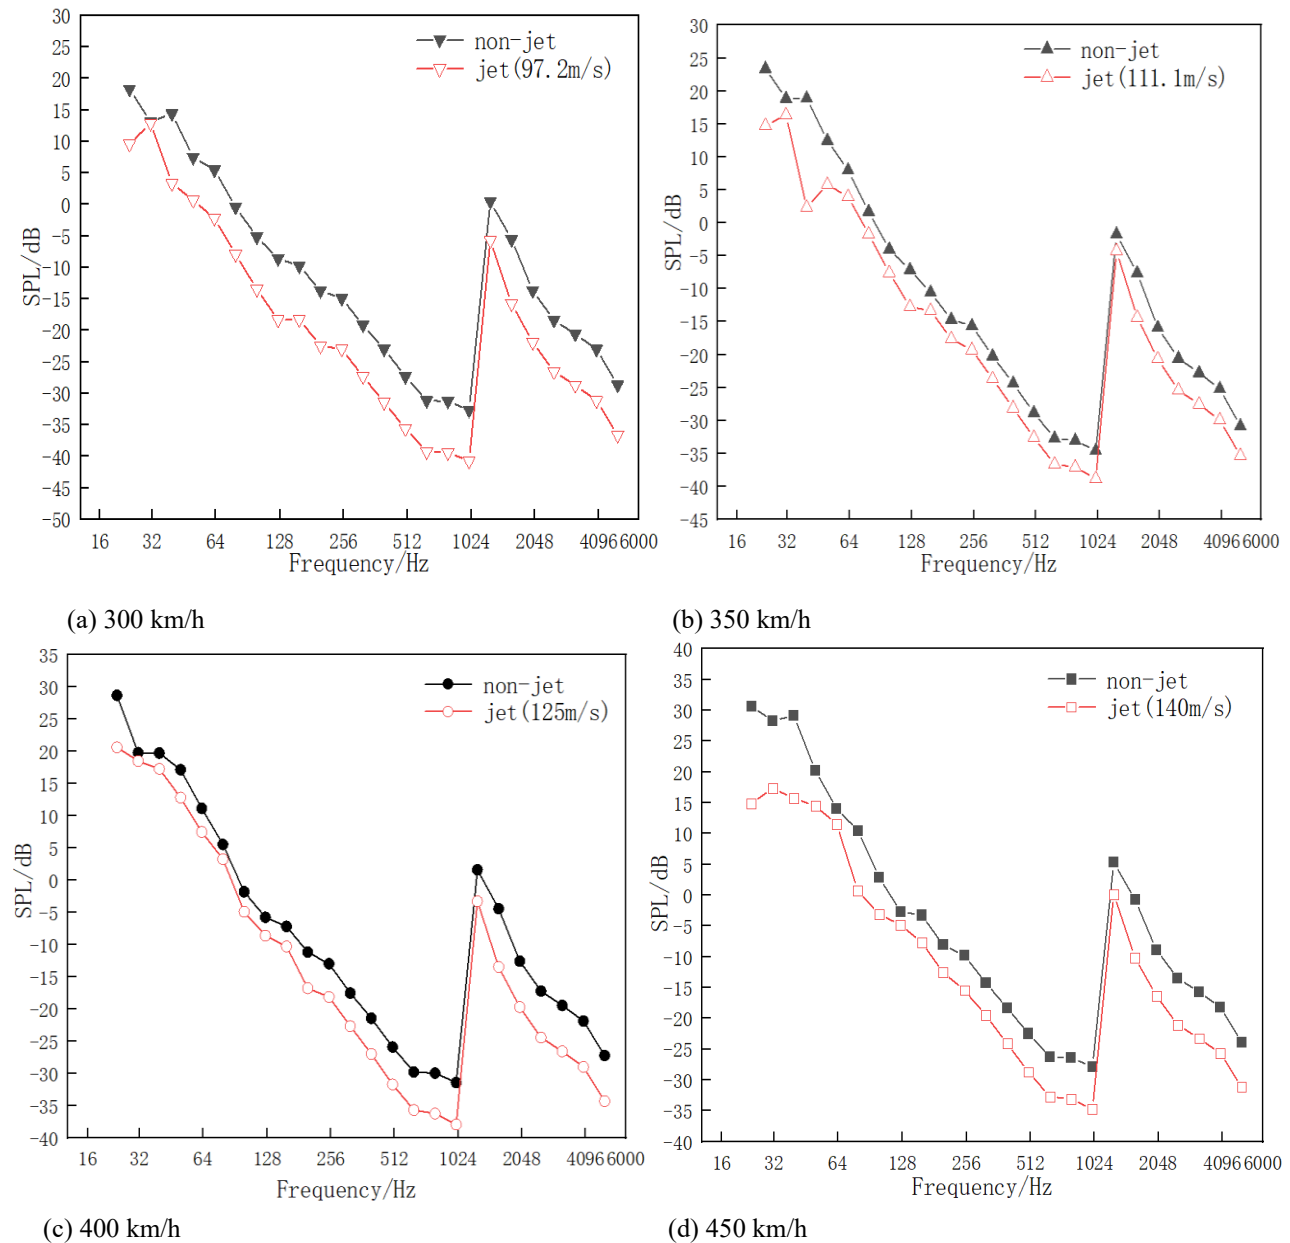 30
25
20
15
10
5
0
-5
-10
-15
-20
-25
-30
-35
-40
-45
-50
SPL/dB
non-jet
jet(97.2m/s)
16 32 64 128 256 512 1024 2048 4096 6000
Frequency/Hz
(a) 300 km/h
30
25
20
15
10
5
0
-5
-10
-15
-20
-25
-30
-35
-40
-45
SPL/dB
non-jet
jet(111.1m/s)
16 32 64 128 256 512 1024 2048 4096 6000
Frequency/Hz
(b) 350 km/h
35
30
25
20
15
10
5
0
-5
-10
-15
-20
-25
-30
-35
-40
SPL/dB
non-jet
jet(125m/s)
16 32 64 128 256 512 1024 2048 4096 6000
Frequency/Hz
(c) 400 km/h
40
35
30
25
20
15
10
5
0
-5
-10
-15
-20
-25
-30
-35
-40
SPL/dB
non-jet
jet(140m/s)
16 32 64 128 256 512 1024 2048 4096 6000
Frequency/Hz
(d) 450 km/h